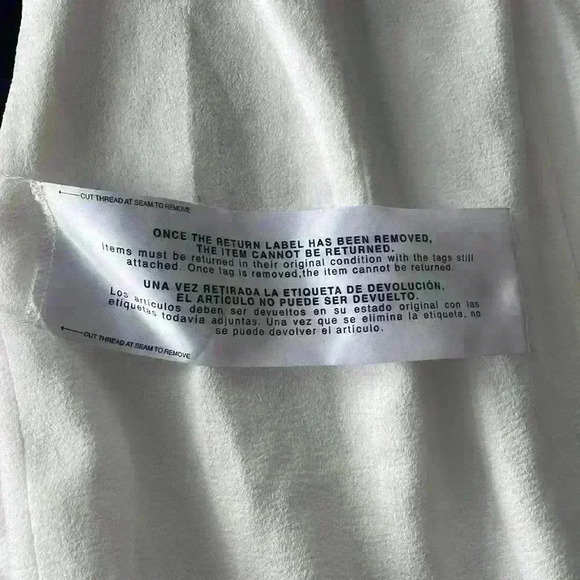 CUT THREAD AT SEAM TO REMOVE
ONCE THE RETURN LABEL HAS BEEN REMOVED,
THE ITEM CANNOT BE RETURNED.
Items must be returned in their original condition with the tags still
attached. Once tag is removed,the item cannot be returned.
UNA VEZ RETIRADA LA ETIQUETA DE DEVOLUCIÓN,
EL ARTÍCULO NO PUEDE SER DEVUELTO.
Los artículos deben ser devueltos en su estado original con las
etiquetas todavía adjuntas. Una vez que se elimina la etiqueta, no
se puede devolver el artículo.
CUT THREAD AT SEAM TO REMOVE